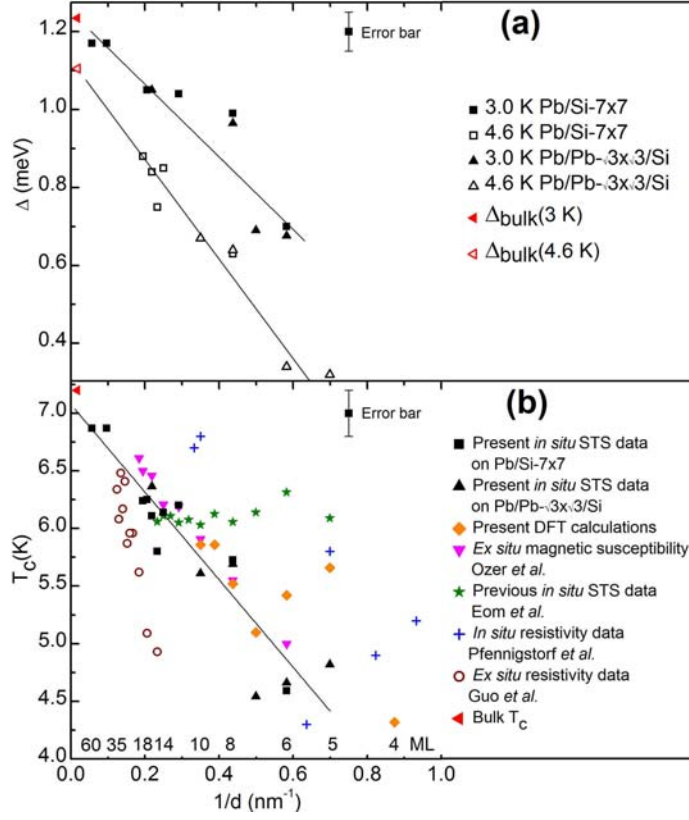 (a)
Error bar
1.2
1.0
0.8
0.6
0.4
Δ (meV)
3.0 K Pb/Si-7x7
4.6 K Pb/Si-7x7
3.0 K Pb/Pb-√3x√3/Si
4.6 K Pb/Pb-√3x√3/Si
Δbulk(3 K)
Δbulk(4.6 K)
(b)
Error bar
7.0
6.5
6.0
5.5
5.0
4.5
4.0
TC(K)
Present in situ STS data
on Pb/Si-7x7
Present in situ STS data
on Pb/Pb-√3x√3/Si
Present DFT calculations
Ex situ magnetic susceptibility
Ozer et al.
Previous in situ STS data
Eom et al.
In situ resistivity data
Pfennigstorf et al.
Ex situ resistivity data
Guo et al.
Bulk TC
60 35 18 14 10 8 6 5 4 ML
0.0 0.2 0.4 0.6 0.8 1.0
1/d (nm-1)